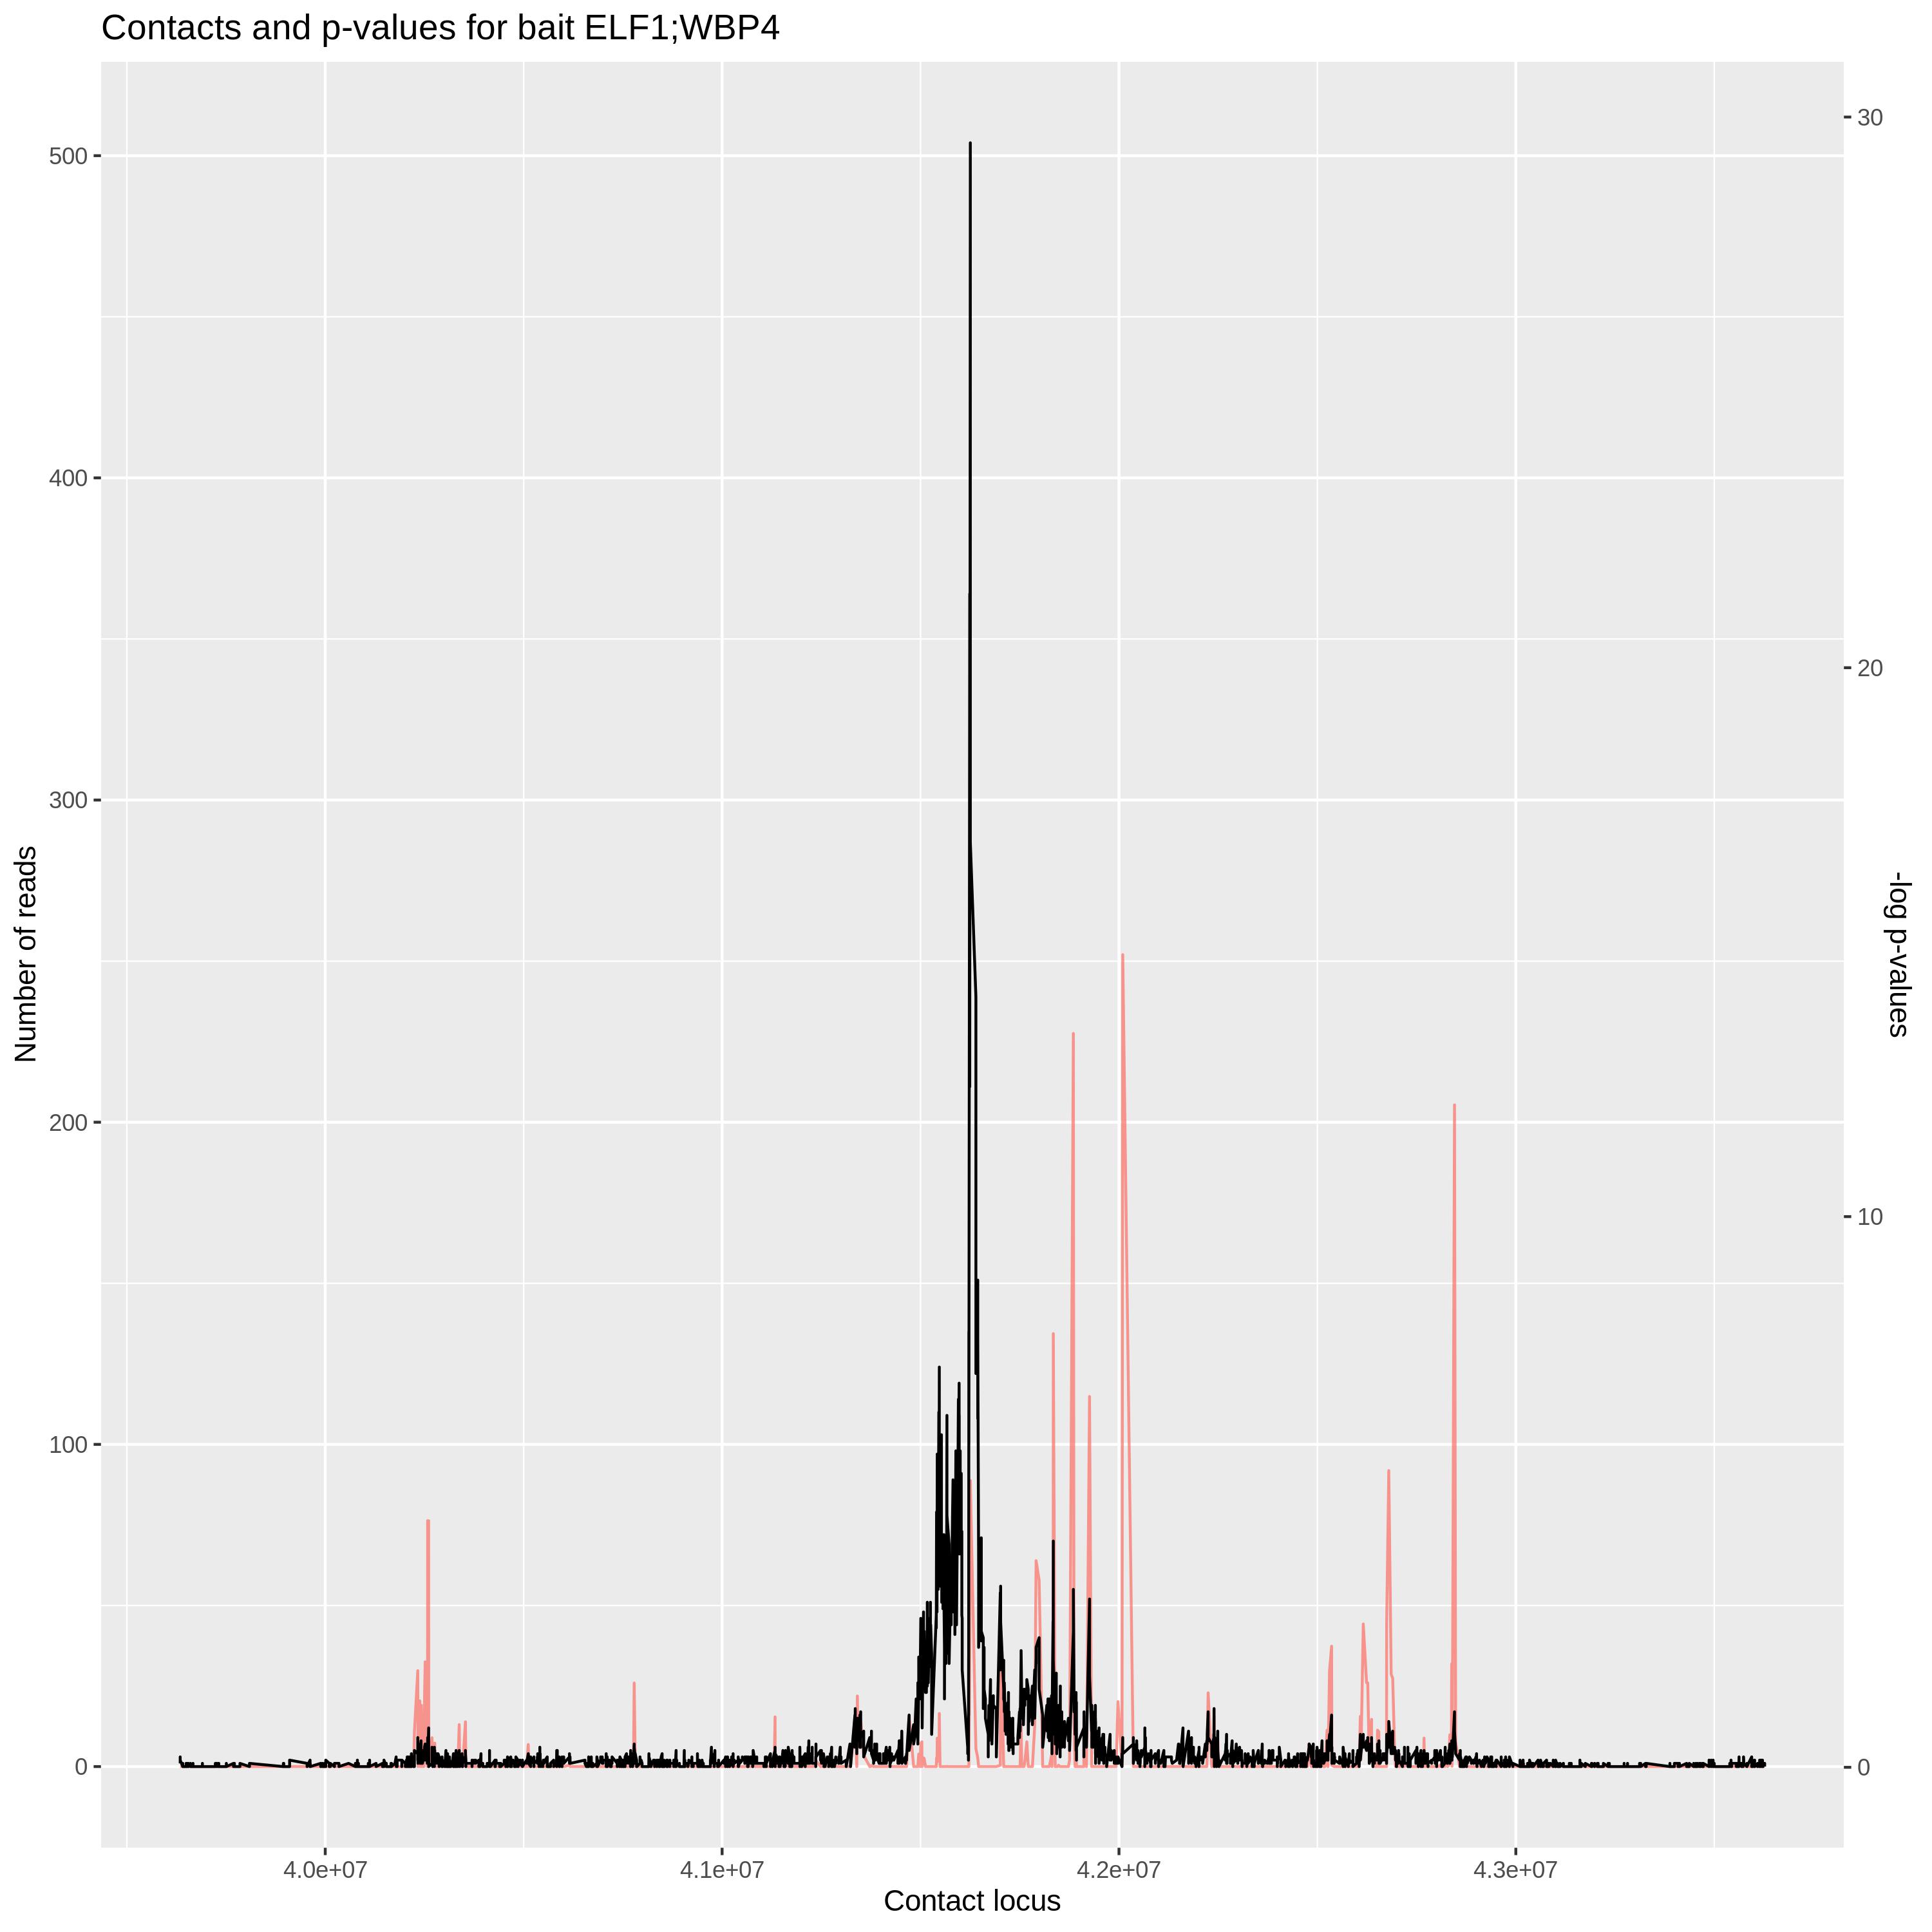 Contacts and p-values for bait ELF1;WBP4
Number of reads
500
400
300
200
100
0
30
20
10
0
-log p-values
4.0e+07
4.1e+07
4.2e+07
4.3e+07
Contact locus